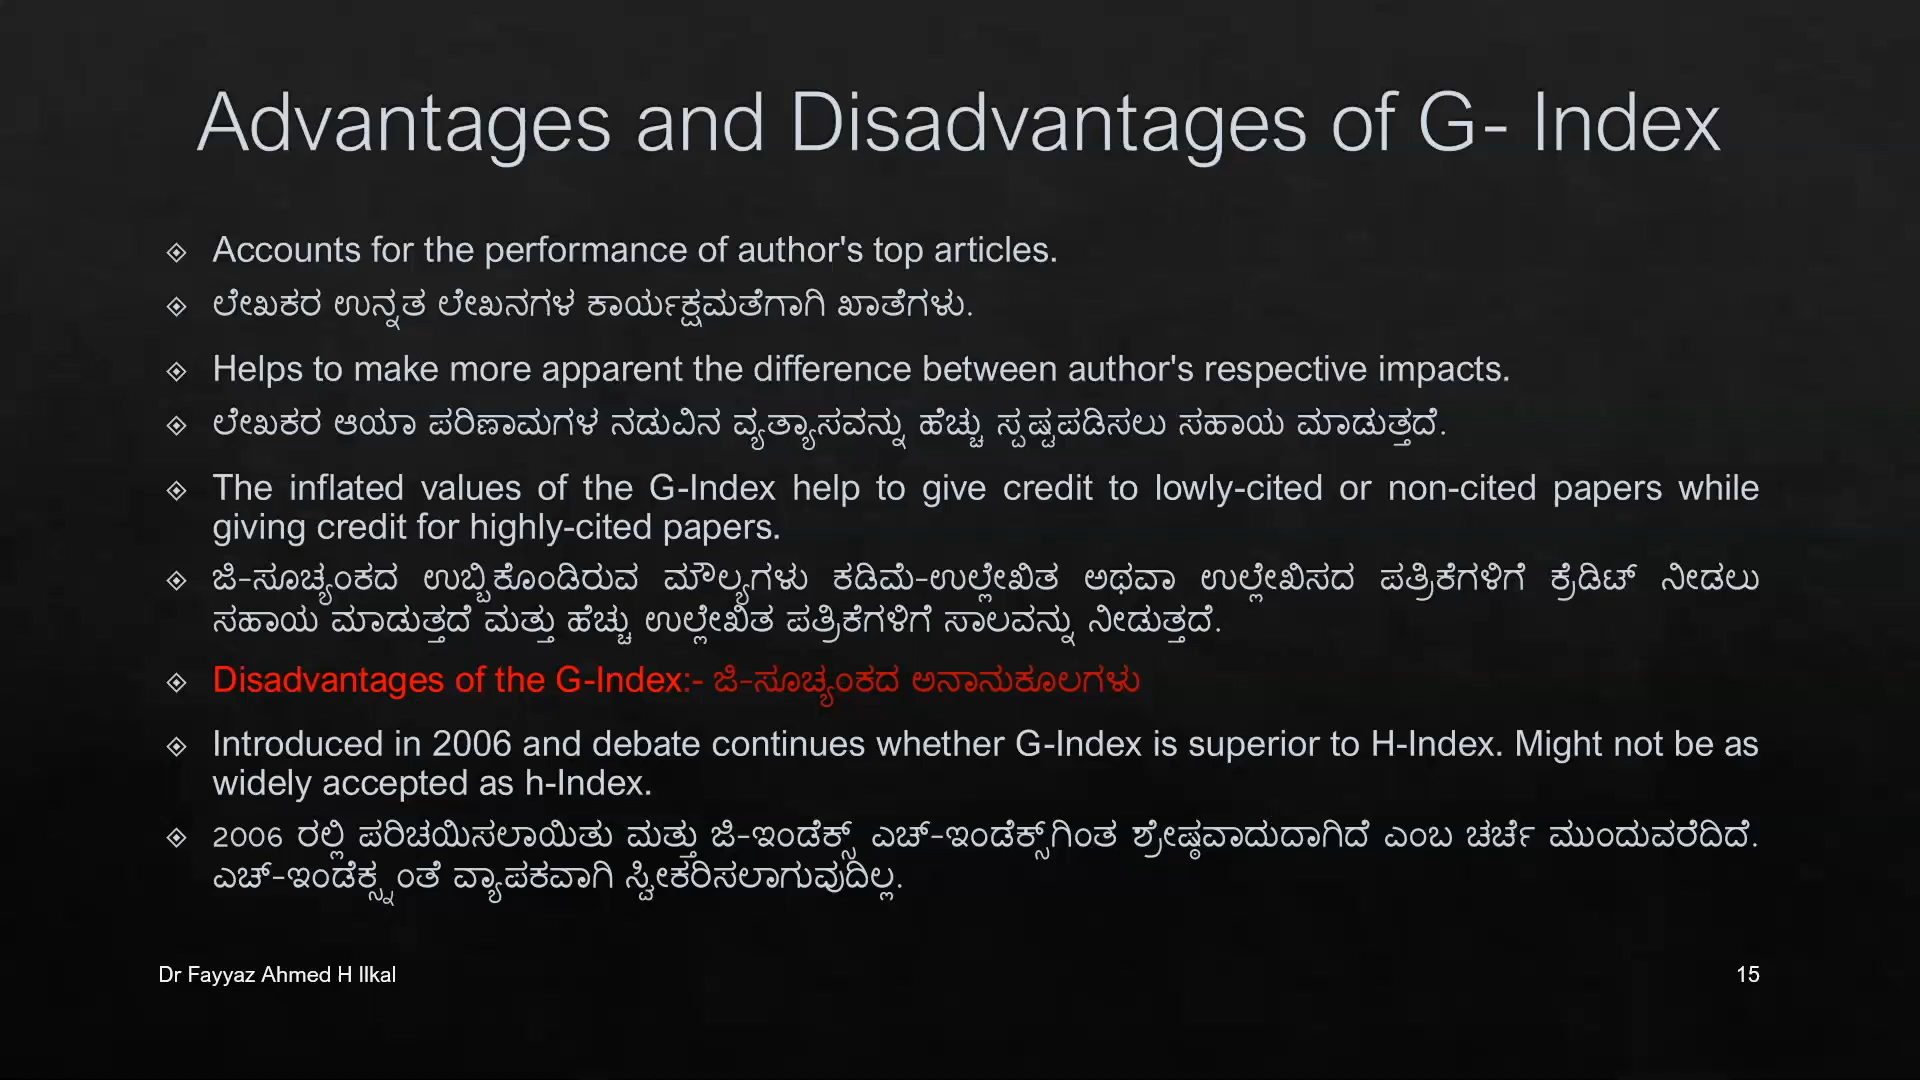 Advantages and Disadvantages of G- Index
Accounts for the performance of author's top articles.
ಲೇಖಕರ ಉನ್ನತ ಲೇಖನಗಳ ಕಾರ್ಯಕ್ಷಮತೆಗಾಗಿ ಖಾತೆಗಳು.
Helps to make more apparent the difference between author's respective impacts.
ಲೇಖಕರ ಆಯಾ ಪರಿಣಾಮಗಳ ನಡುವಿನ ವ್ಯತ್ಯಾಸವನ್ನು ಹೆಚ್ಚು ಸ್ಪಷ್ಟಪಡಿಸಲು ಸಹಾಯ ಮಾಡುತ್ತದೆ.
The inflated values of the G-Index help to give credit to lowly-cited or non-cited papers while
giving credit for highly-cited papers.
ಜಿ-ಸೂಚ್ಯಂಕದ ಉಬ್ಬಿಕೊಂಡಿರುವ ಮೌಲ್ಯಗಳು ಕಡಿಮೆ-ಉಲ್ಲೇಖಿತ ಅಥವಾ ಉಲ್ಲೇಖಿಸದ ಪತ್ರಿಕೆಗಳಿಗೆ ಕ್ರೆಡಿಟ್ ನೀಡಲು
ಸಹಾಯ ಮಾಡುತ್ತದೆ ಮತ್ತು ಹೆಚ್ಚು ಉಲ್ಲೇಖಿತ ಪತ್ರಿಕೆಗಳಿಗೆ ಸಾಲವನ್ನು ನೀಡುತ್ತದೆ.
Disadvantages of the G-Index:- ಜಿ-ಸೂಚ್ಯಂಕದ ಅನಾನುಕೂಲಗಳು
Introduced in 2006 and debate continues whether G-Index is superior to H-Index. Might not be as
widely accepted as h-Index.
2006 ರಲ್ಲಿ ಪರಿಚಯಿಸಲಾಯಿತು ಮತ್ತು ಜಿ-ಇಂಡೆಕ್ಸ್ ಎಚ್-ಇಂಡೆಕ್ಸ್‌ಗಿಂತ ಶ್ರೇಷ್ಠವಾದುದಾಗಿದೆ ಎಂಬ ಚರ್ಚೆ ಮುಂದುವರೆದಿದೆ.
ಎಚ್-ಇಂಡೆಕ್ಸ್ನಂತೆ ವ್ಯಾಪಕವಾಗಿ ಸ್ವೀಕರಿಸಲಾಗುವುದಿಲ್ಲ.
Dr Fayyaz Ahmed H Ilkal
15